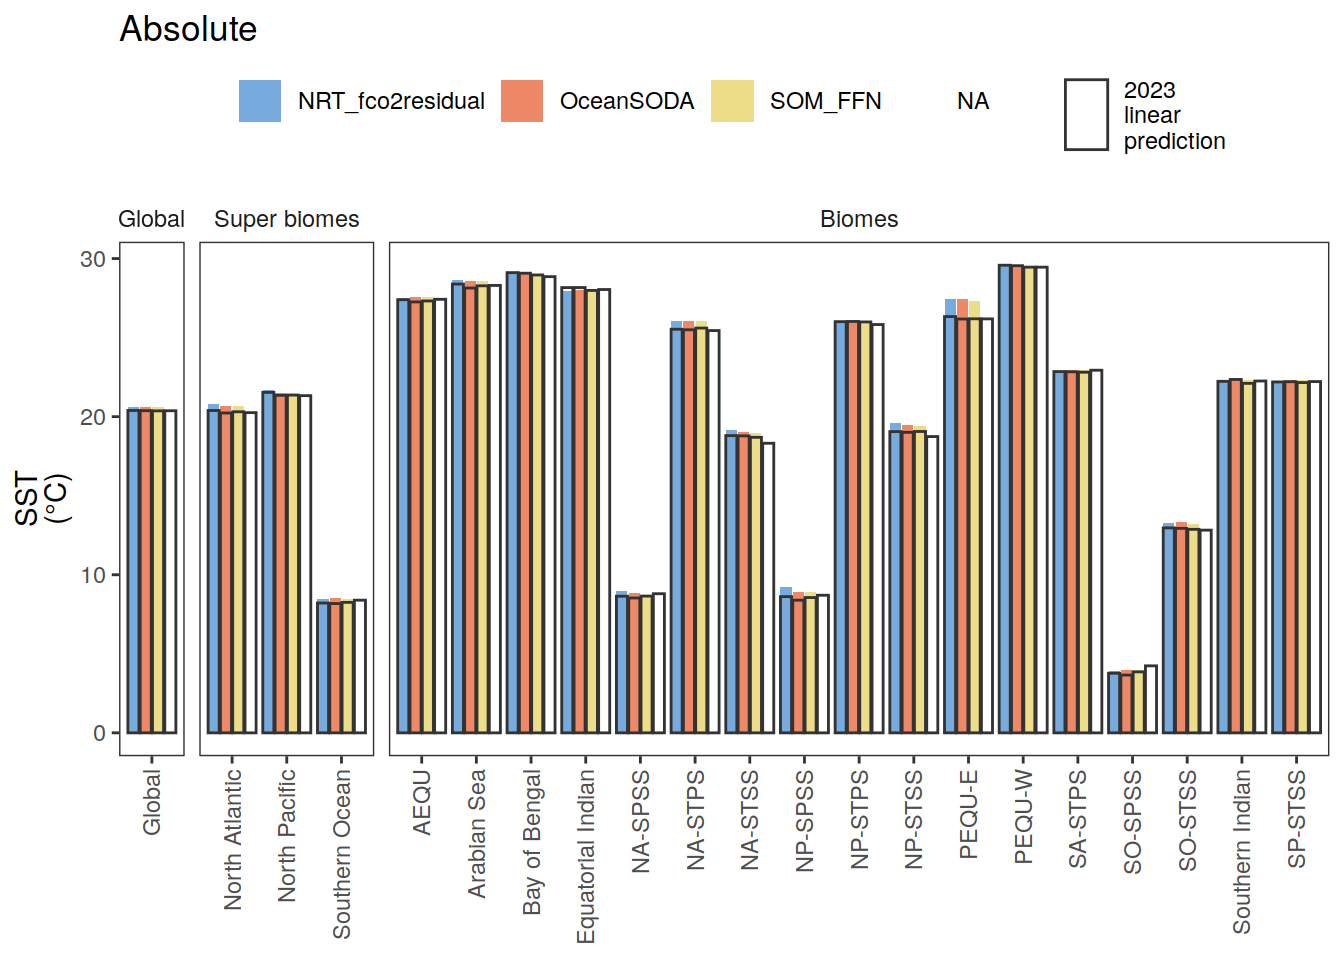 Absolute
NRT_fco2residual
OceanSODA
SOM_FFN
NA
2023
linear
prediction
Global
Super biomes
Biomes
SST
(°C)
30
20
10
0
Global
North Atlantic
North Pacific
Southern Ocean
AEQU
Arabian Sea
Bay of Bengal
Equatorial Indian
NA-SPSS
NA-STPS
NA-STSS
NP-SPSS
NP-STPS
NP-STSS
PEQU-E
PEQU-W
SA-STPS
SO-SPSS
SO-STSS
Southern Indian
SP-STSS